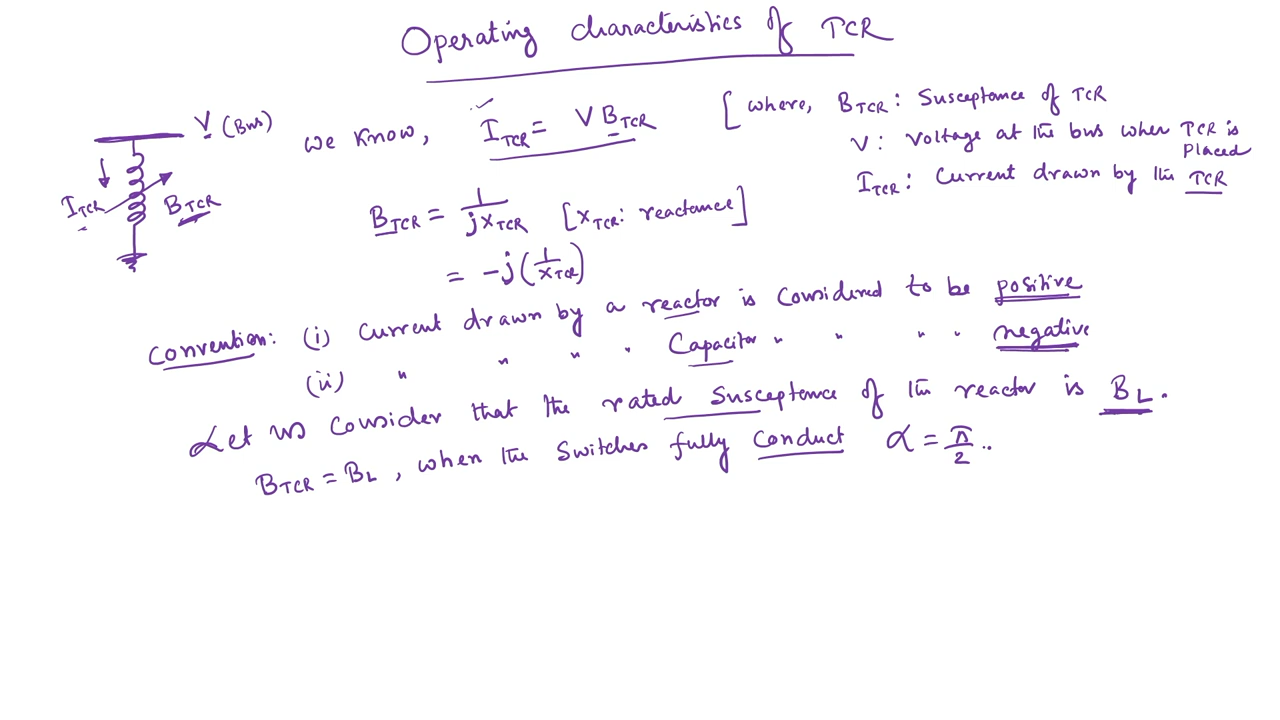 Operating characteristics of TCR
V (Bus)
I_TCR
B_TCR
We know, I_TCR = V B_TCR
[where, B_TCR : Susceptance of TCR
V : Voltage at the bus when TCR is placed
I_TCR : Current drawn by the TCR
B_TCR = 1/(jX_TCR) [X_TCR : reactance]
= -j(1/X_TCR)
Convention: (i) Current drawn by a reactor is considered to be positive
(ii) " " " " Capacitor " " " " negative
Let us consider that the rated susceptance of the reactor is B_L.
B_TCR = B_L, when the switches fully conduct α = π/2 ..